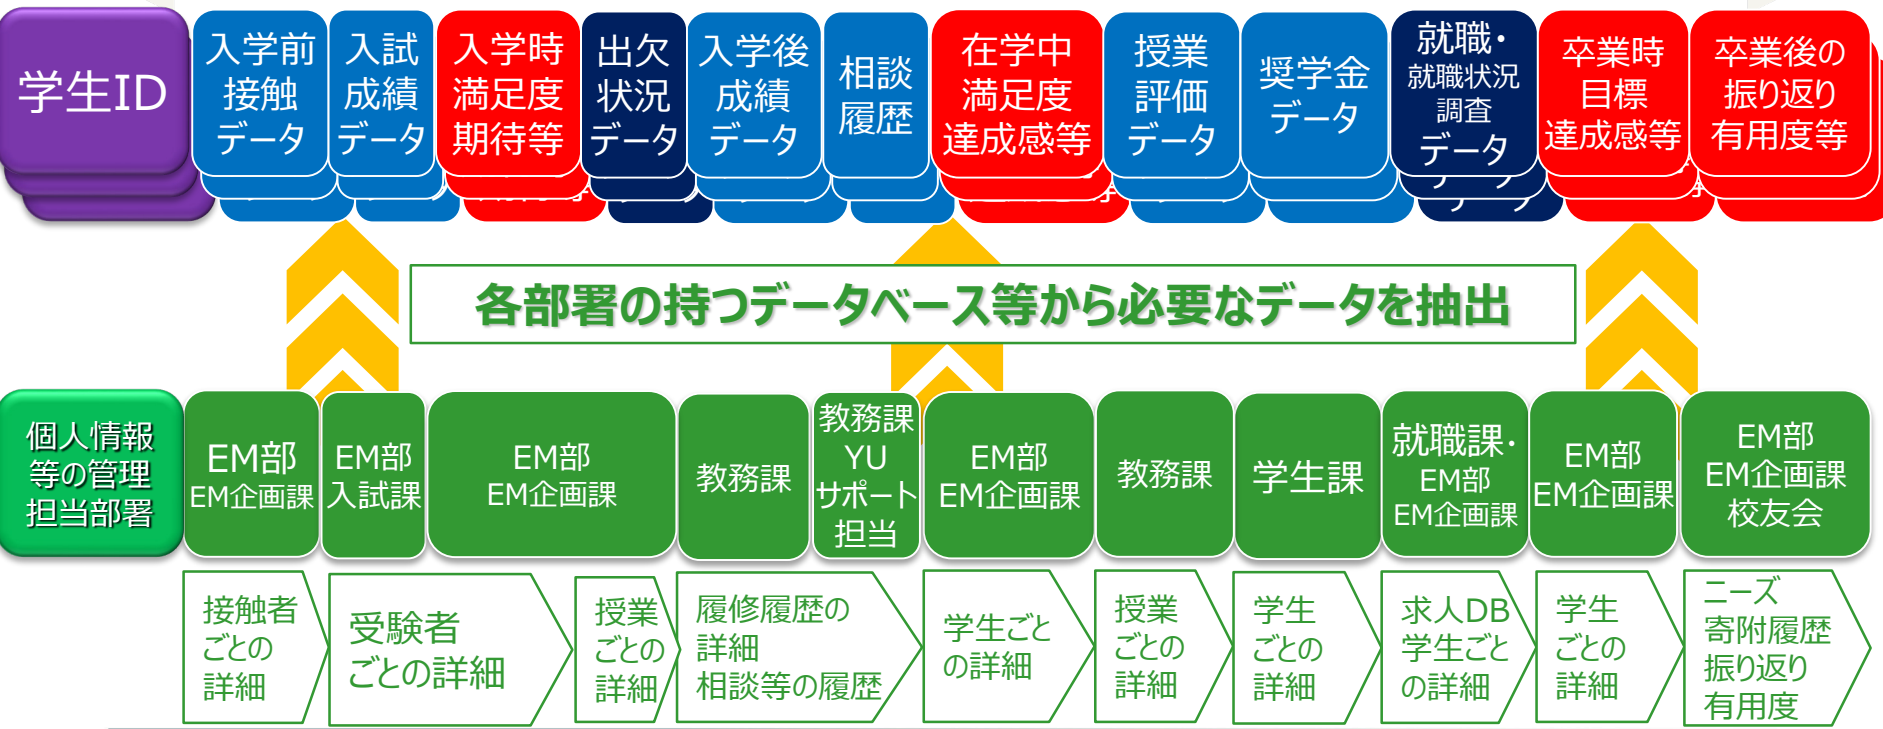 学生ID
入学前
接触
データ
入試
成績
データ
入学時
満足度
期待等
出欠
状況
データ
入学後
成績
データ
相談
履歴
在学中
満足度
達成感等
授業
評価
データ
奨学金
データ
就職・
就職状況
調査
データ
卒業時
目標
達成感等
卒業後の
振り返り
有用度等
各部署の持つデータベース等から必要なデータを抽出
個人情報
等の管理
担当部署
EM部
EM企画課
EM部
入試課
EM部
EM企画課
教務課
教務課
YU
サポート
担当
EM部
EM企画課
教務課
学生課
就職課・
EM部
EM企画課
EM部
EM企画課
EM部
EM企画課
校友会
接触者
ごとの
詳細
受験者
ごとの詳細
授業
ごとの
詳細
履修履歴の
詳細
相談等の履歴
学生ごと
の詳細
授業
ごとの
詳細
学生
ごとの
詳細
求人DB
学生ごと
の詳細
学生
ごとの
詳細
ニーズ
寄附履歴
振り返り
有用度